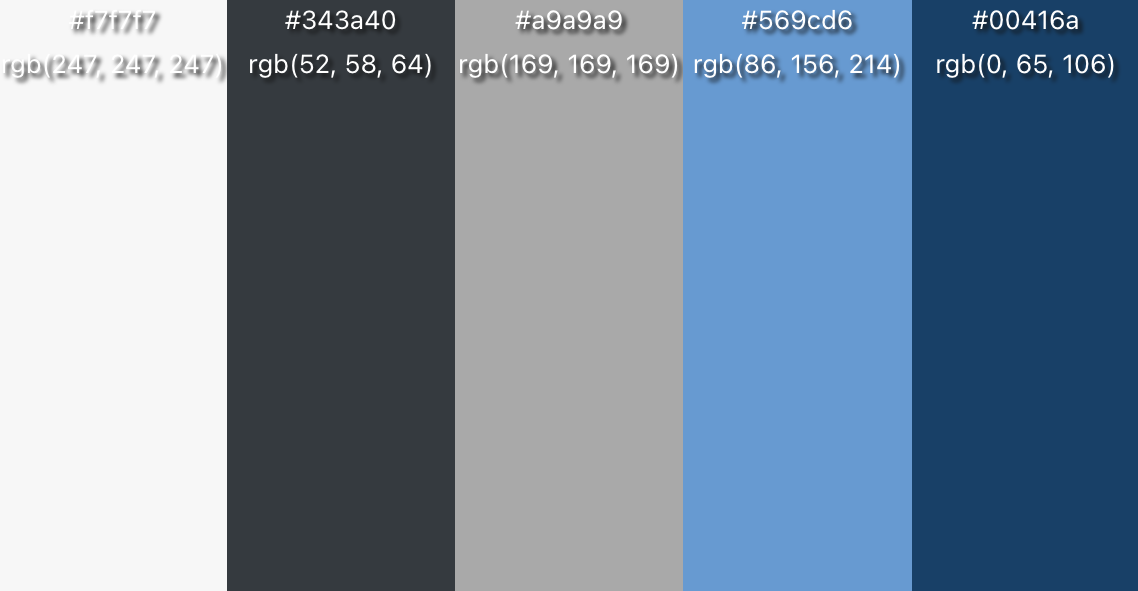 #f7f7f7
rgb(247, 247, 247)
#343a40
rgb(52, 58, 64)
#a9a9a9
rgb(169, 169, 169)
#569cd6
rgb(86, 156, 214)
#00416a
rgb(0, 65, 106)